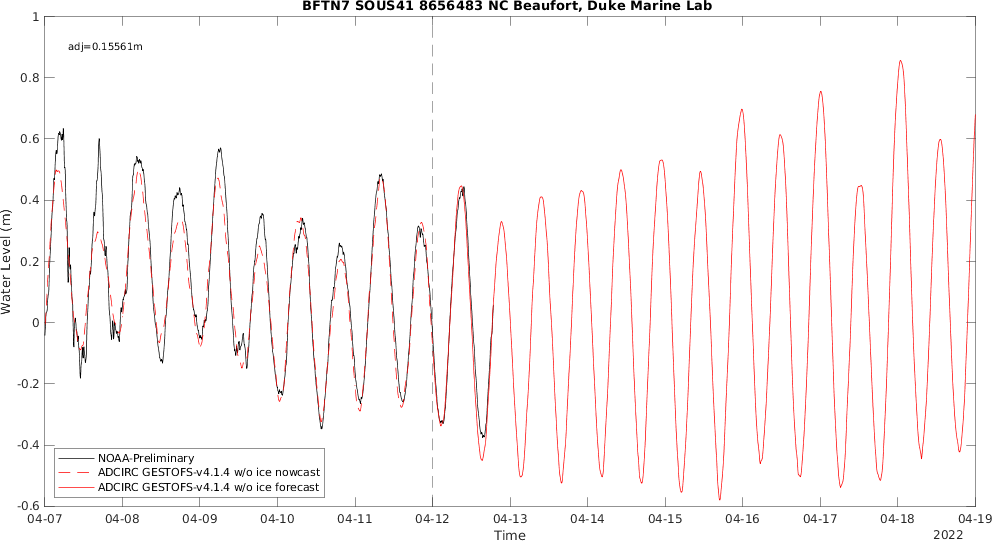 BFTN7 SOUS41 8656483 NC Beaufort, Duke Marine Lab
adj=0.15561m
Water Level (m)
1
0.8
0.6
0.4
0.2
0
-0.2
-0.4
-0.6
NOAA-Preliminary
ADCIRC GESTOFS-v4.1.4 w/o ice nowcast
ADCIRC GESTOFS-v4.1.4 w/o ice forecast
04-07 04-08 04-09 04-10 04-11 04-12 04-13 04-14 04-15 04-16 04-17 04-18 04-19
Time
2022